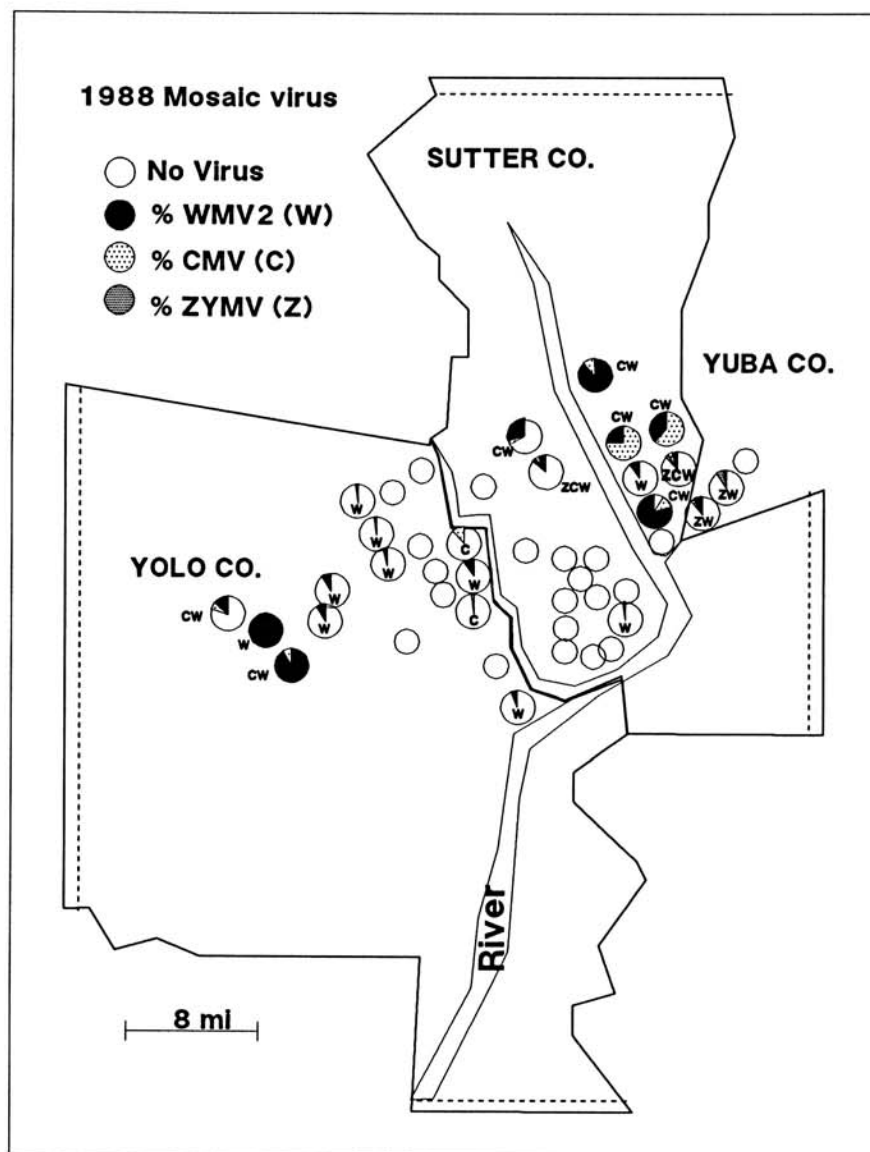 1988 Mosaic virus
No Virus
% WMV2 (W)
% CMV (C)
% ZYMV (Z)
SUTTER CO.
YUBA CO.
YOLO CO.
CW
CW
CW
CW
ZCW
W
ZCW
CW
ZW
ZW
W
W
W
C
W
C
W
W
W
CW
W
CW
W
River
8 mi